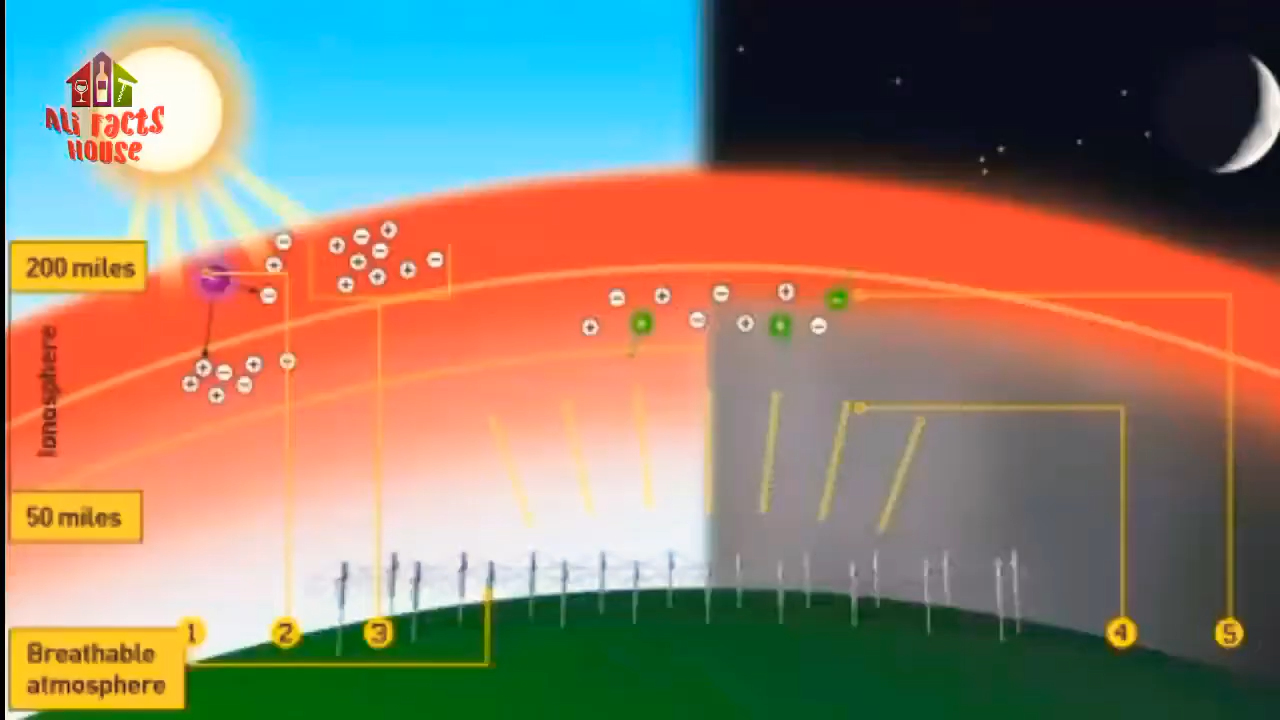 Ali Facts
House
200 miles
Ionosphere
50 miles
Breathable
atmosphere
1
2
3
4
5